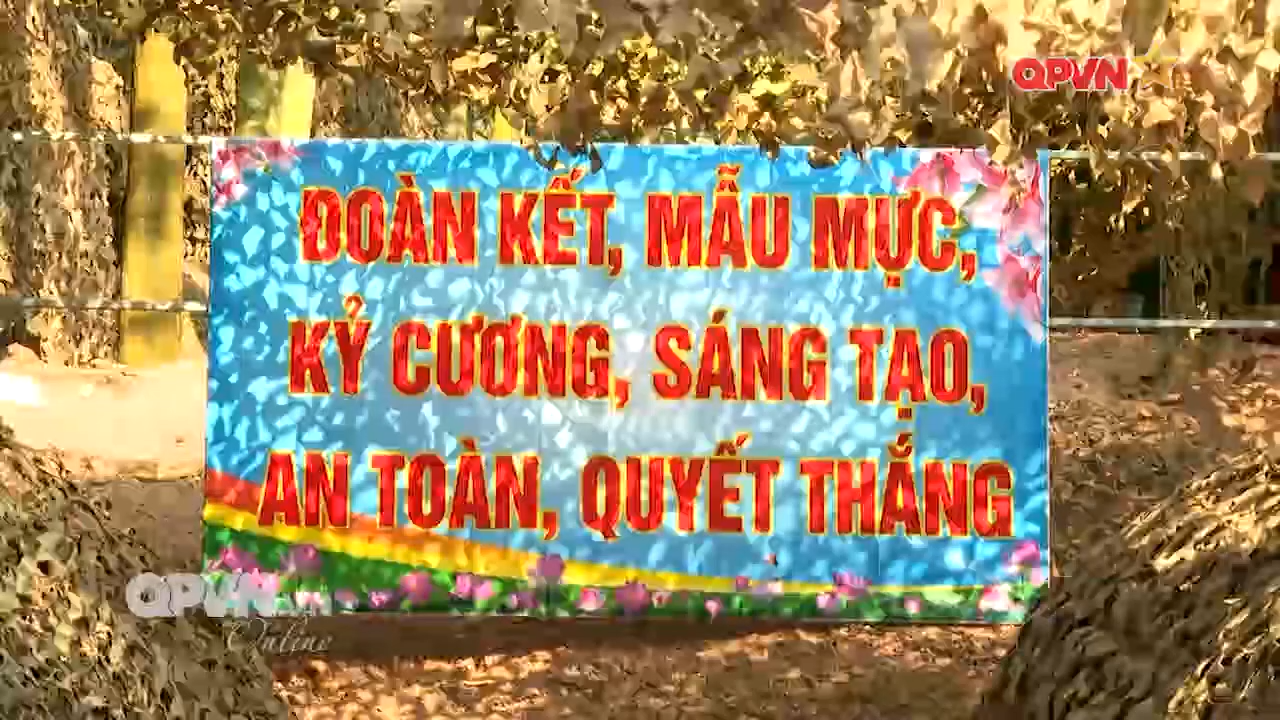 QPVN
ĐOÀN KẾT, MẪU MỰC,
KỶ CƯƠNG, SÁNG TẠO,
AN TOÀN, QUYẾT THẮNG
QPVN
Online